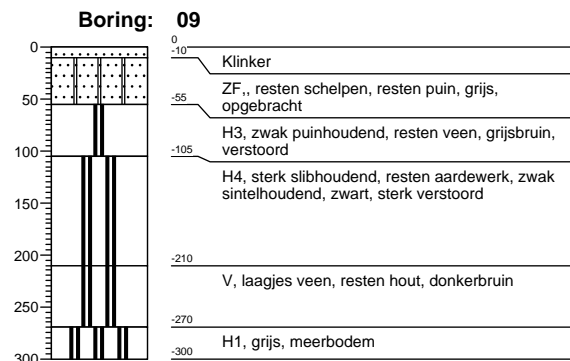 Boring: 09
0
0
-10
Klinker
ZF,, resten schelpen, resten puin, grijs,
opgebracht
50
-55
H3, zwak puinhoudend, resten veen, grijsbruin,
verstoord
100
-105
H4, sterk slibhoudend, resten aardewerk, zwak
sintelhoudend, zwart, sterk verstoord
150
200
-210
V, laagjes veen, resten hout, donkerbruin
250
-270
H1, grijs, meerbodem
300
-300